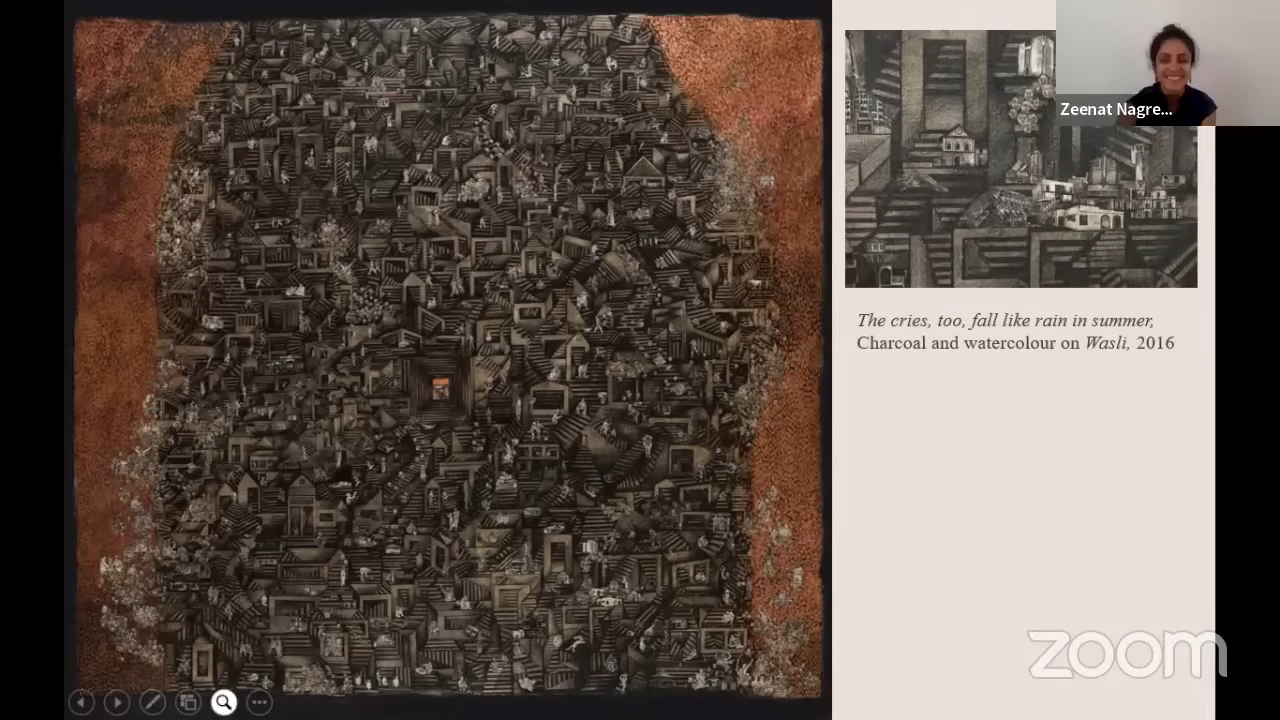 Zeenat Nagre...
The cries, too, fall like rain in summer,
Charcoal and watercolour on Wasli, 2016
zoom